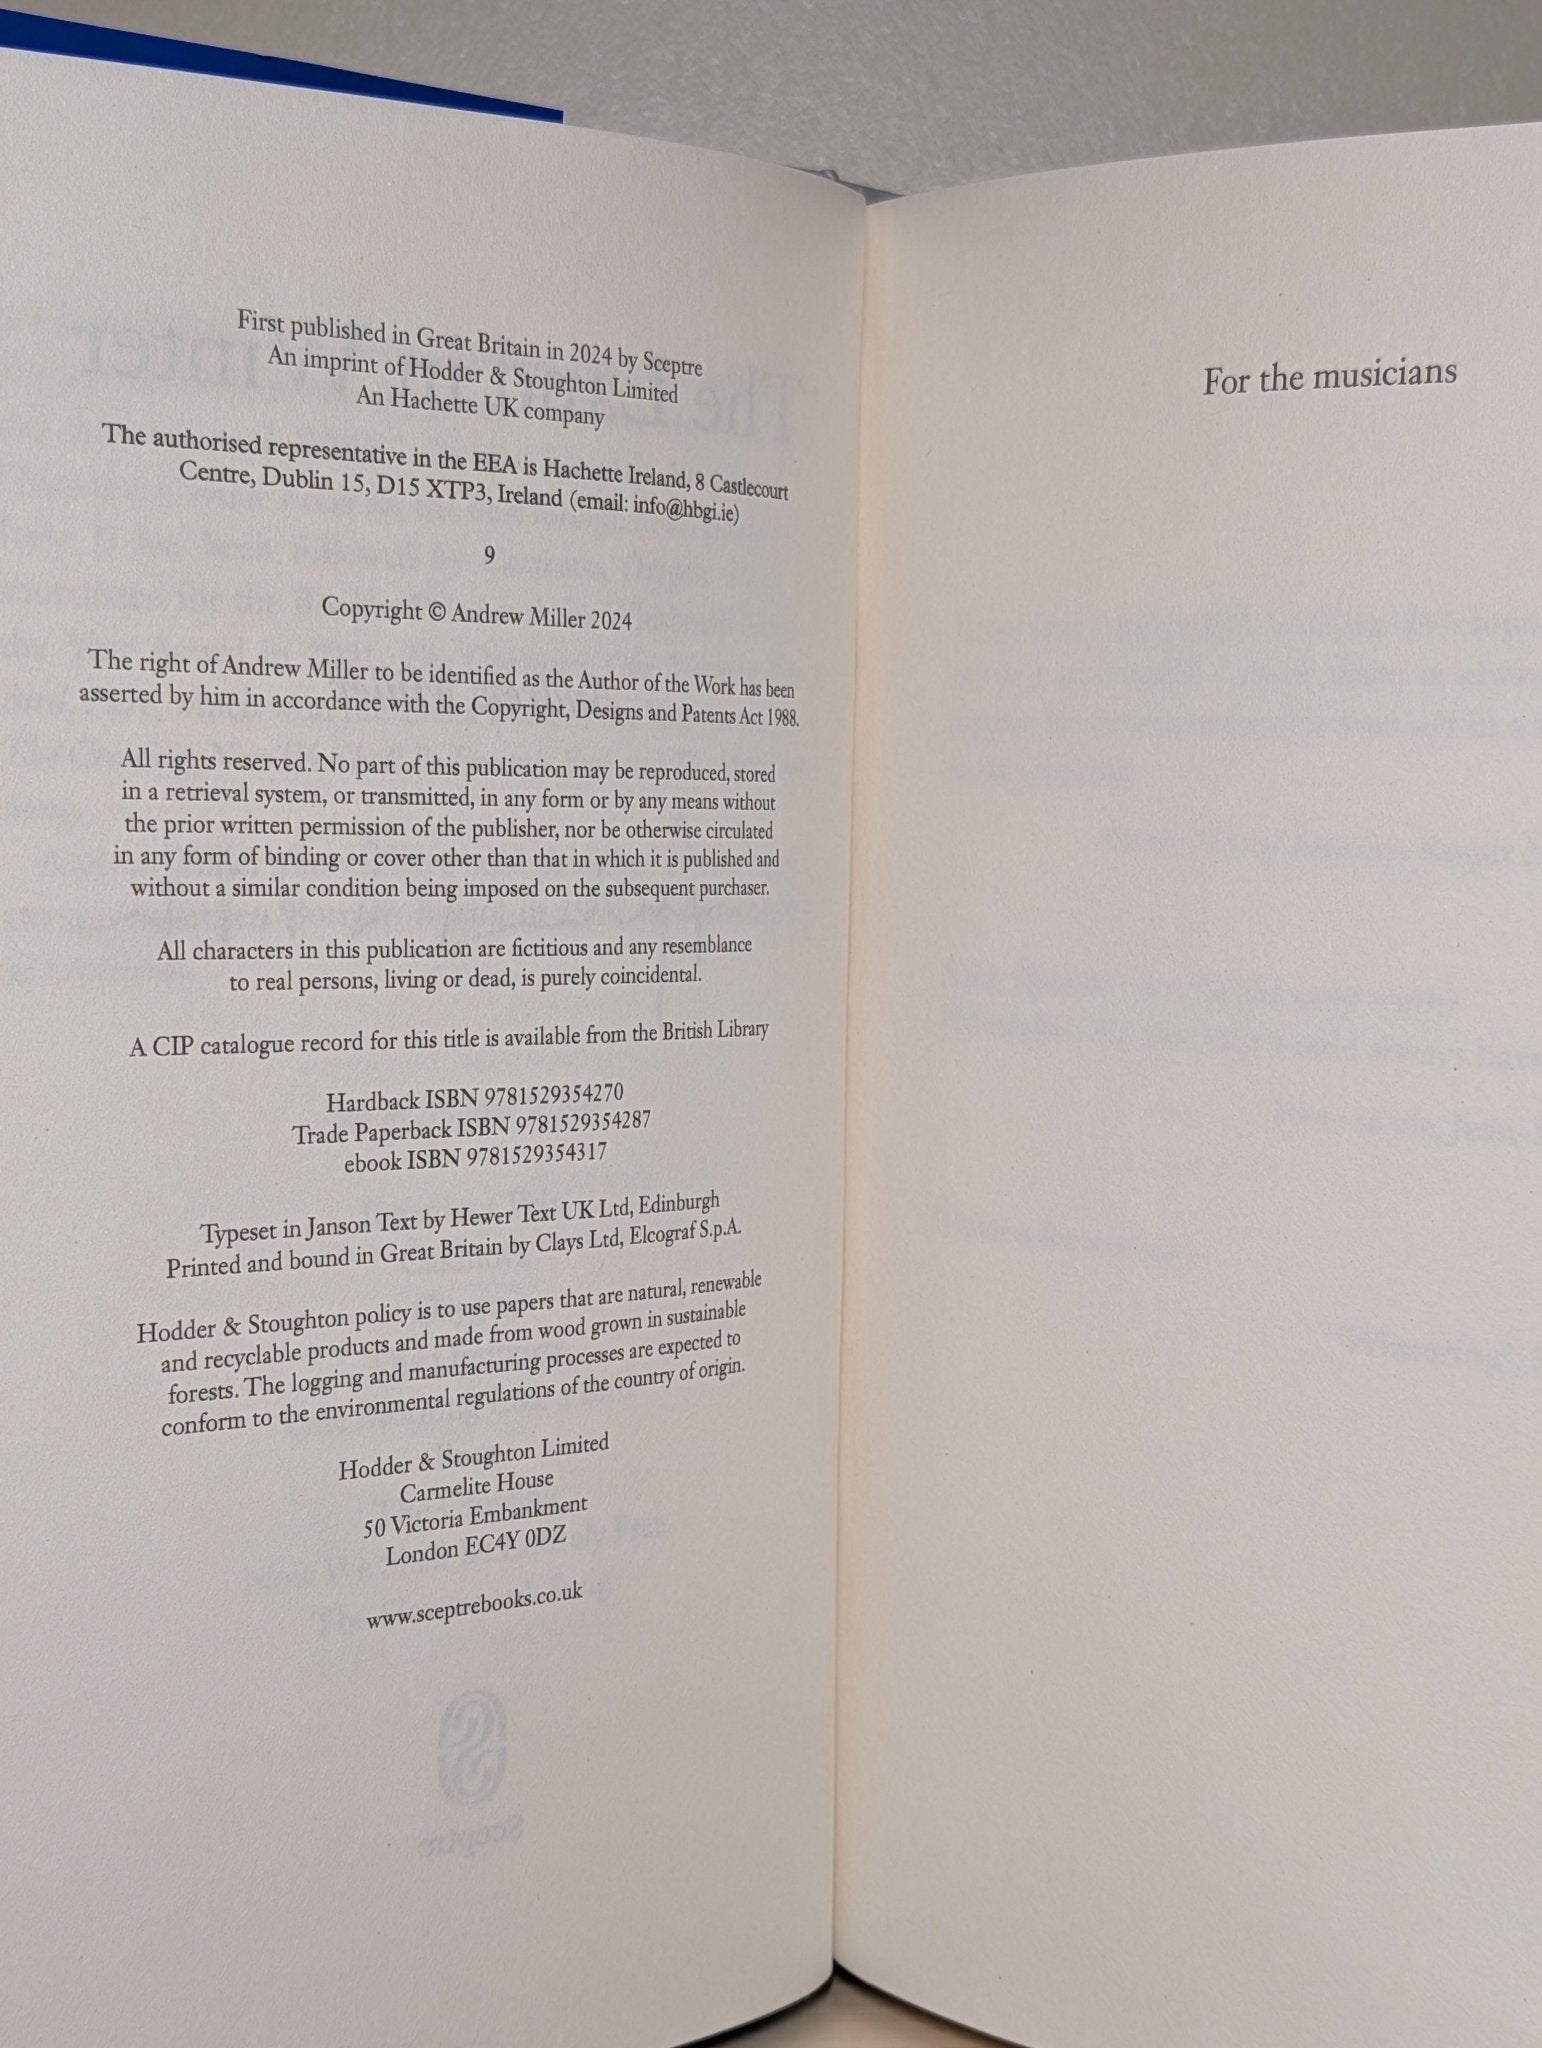 First published in Great Britain in 2024 by Sceptre
An imprint of Hodder & Stoughton Limited
An Hachette UK company
The authorised representative in the EEA is Hachette Ireland, 8 Castlecourt
Centre, Dublin 15, D15 XTP3, Ireland (email: info@hbgi.ie)
9
Copyright © Andrew Miller 2024
The right of Andrew Miller to be identified as the Author of the Work has been
asserted by him in accordance with the Copyright, Designs and Patents Act 1988.
All rights reserved. No part of this publication may be reproduced, stored
in a retrieval system, or transmitted, in any form or by any means without
the prior written permission of the publisher, nor be otherwise circulated
in any form of binding or cover other than that in which it is published and
without a similar condition being imposed on the subsequent purchaser.
All characters in this publication are fictitious and any resemblance
to real persons, living or dead, is purely coincidental.
A CIP catalogue record for this title is available from the British Library
Hardback ISBN 9781529354270
Trade Paperback ISBN 9781529354287
ebook ISBN 9781529354317
Typeset in Janson Text by Hewer Text UK Ltd, Edinburgh
Printed and bound in Great Britain by Clays Ltd, Elcograf S.p.A.
Hodder & Stoughton policy is to use papers that are natural, renewable
and recyclable products and made from wood grown in sustainable
forests. The logging and manufacturing processes are expected to
conform to the environmental regulations of the country of origin.
Hodder & Stoughton Limited
Carmelite House
50 Victoria Embankment
London EC4Y 0DZ
www.sceptrebooks.co.uk
Sceptre
For the musicians